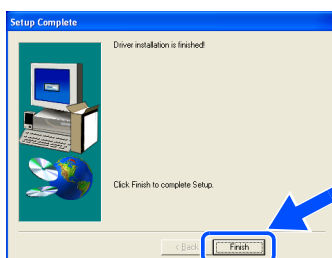 Setup Complete
Driver installation is finished!
Click Finish to complete Setup.
< Back
Finish